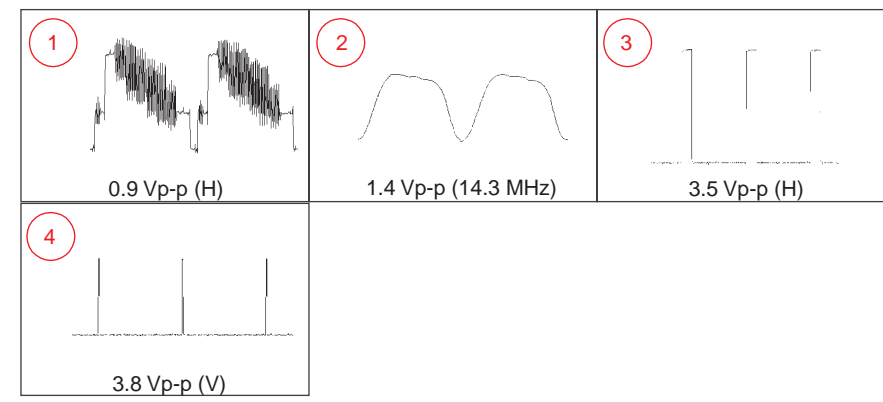 1
0.9 Vp-p (H)
2
1.4 Vp-p (14.3 MHz)
3
3.5 Vp-p (H)
4
3.8 Vp-p (V)